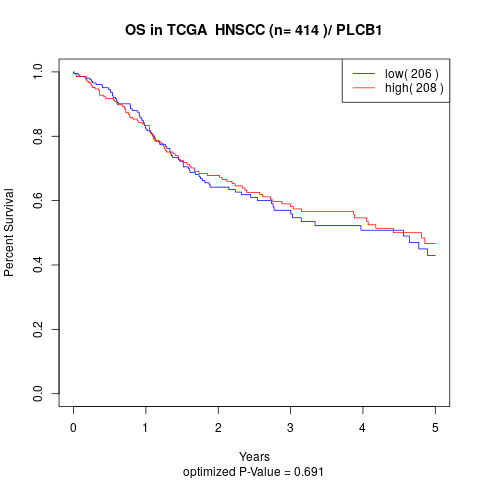 OS in TCGA  HNSCC (n= 414 )/ PLCB1
low( 206 )
high( 208 )
Percent Survival
1.0
0.8
0.6
0.4
0.2
0.0
0 1 2 3 4 5
Years
optimized P-Value = 0.691